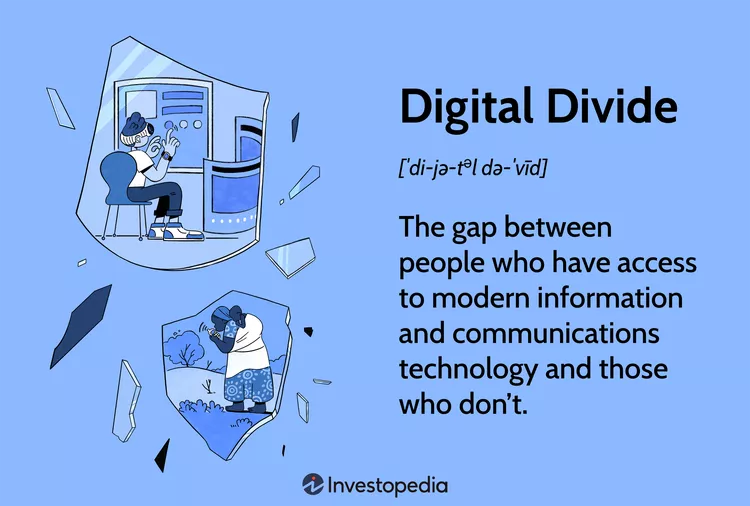 Digital Divide
[ˈdi-jə-tᵊl də-ˈvīd]
The gap between
people who have access
to modern information
and communications
technology and those
who don’t.
Investopedia